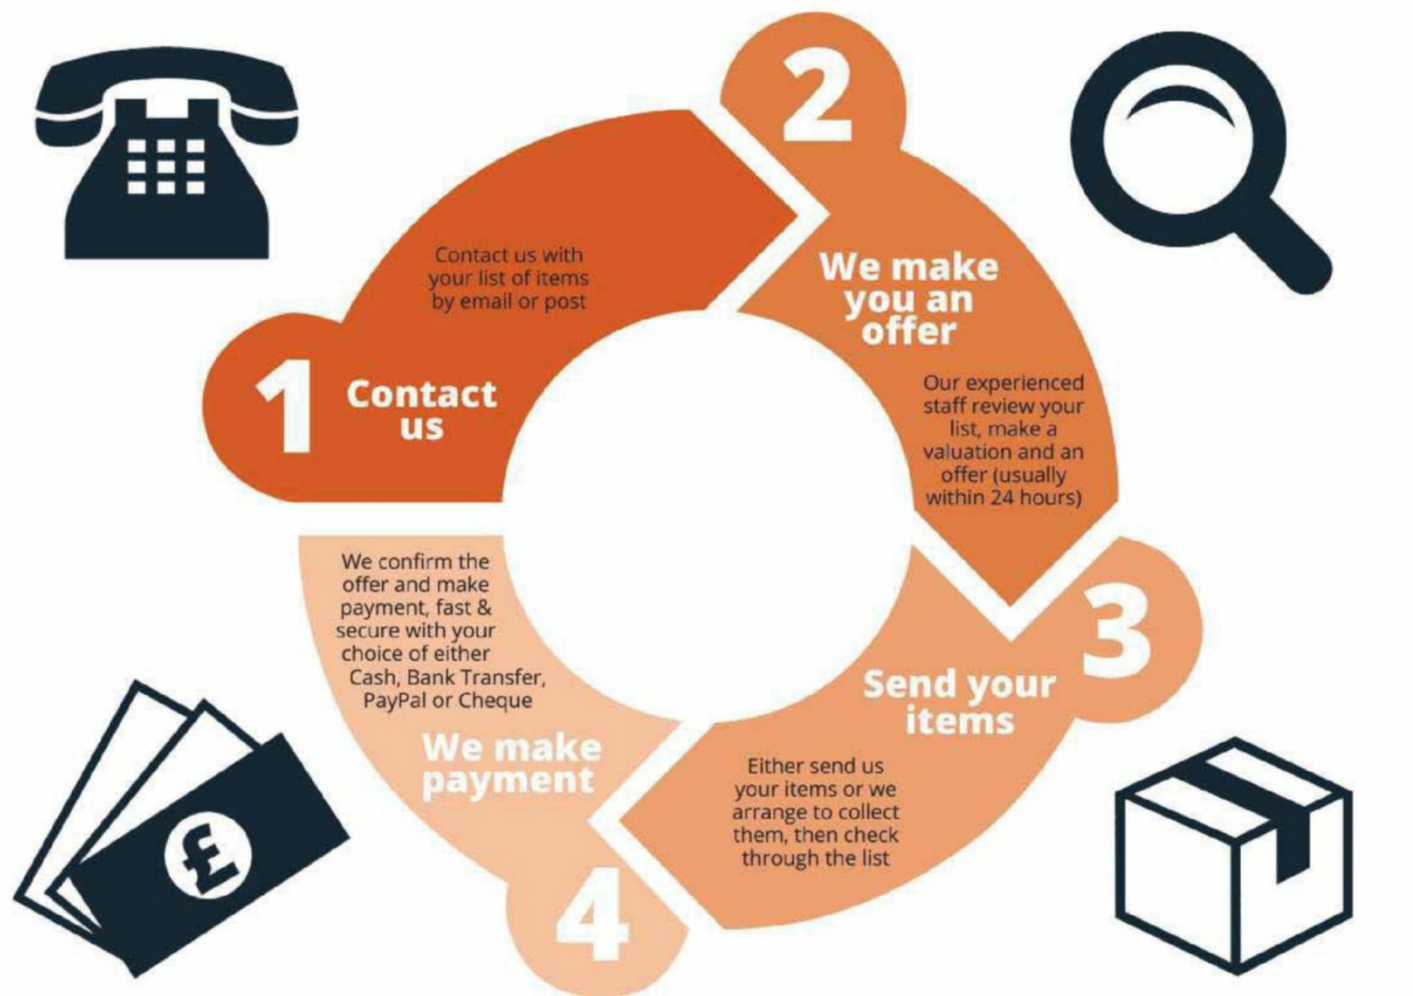 1
Contact
us
Contact us with
your list of items
by email or post
2
We make
you an
offer
Our experienced
staff review your
list, make a
valuation and an
offer (usually
within 24 hours)
3
Send your
items
Either send us
your items or we
arrange to collect
them, then check
through the list
4
We make
payment
We confirm the
offer and make
payment, fast &
secure with your
choice of either
Cash, Bank Transfer,
PayPal or Cheque
£